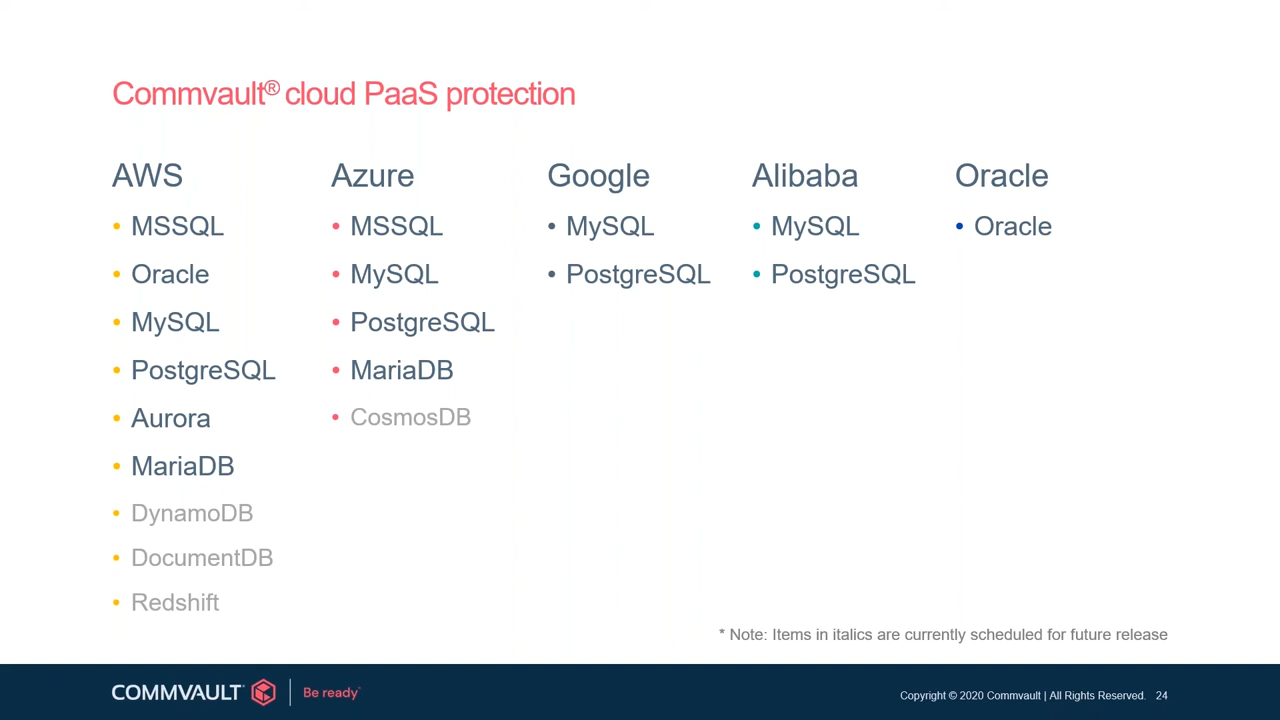 Commvault® cloud PaaS protection
AWS
• MSSQL
• Oracle
• MySQL
• PostgreSQL
• Aurora
• MariaDB
• DynamoDB
• DocumentDB
• Redshift
Azure
• MSSQL
• MySQL
• PostgreSQL
• MariaDB
• CosmosDB
Google
• MySQL
• PostgreSQL
Alibaba
• MySQL
• PostgreSQL
Oracle
• Oracle
* Note: Items in italics are currently scheduled for future release
COMMVAULT
Be ready
Copyright © 2020 Commvault | All Rights Reserved. 24